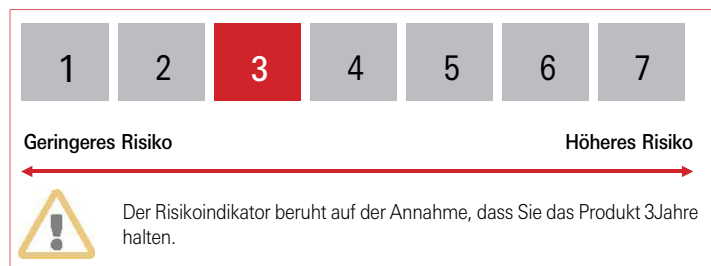 1 2 3 4 5 6 7
Geringeres Risiko Höheres Risiko
Der Risikoindikator beruht auf der Annahme, dass Sie das Produkt 3Jahre
halten.